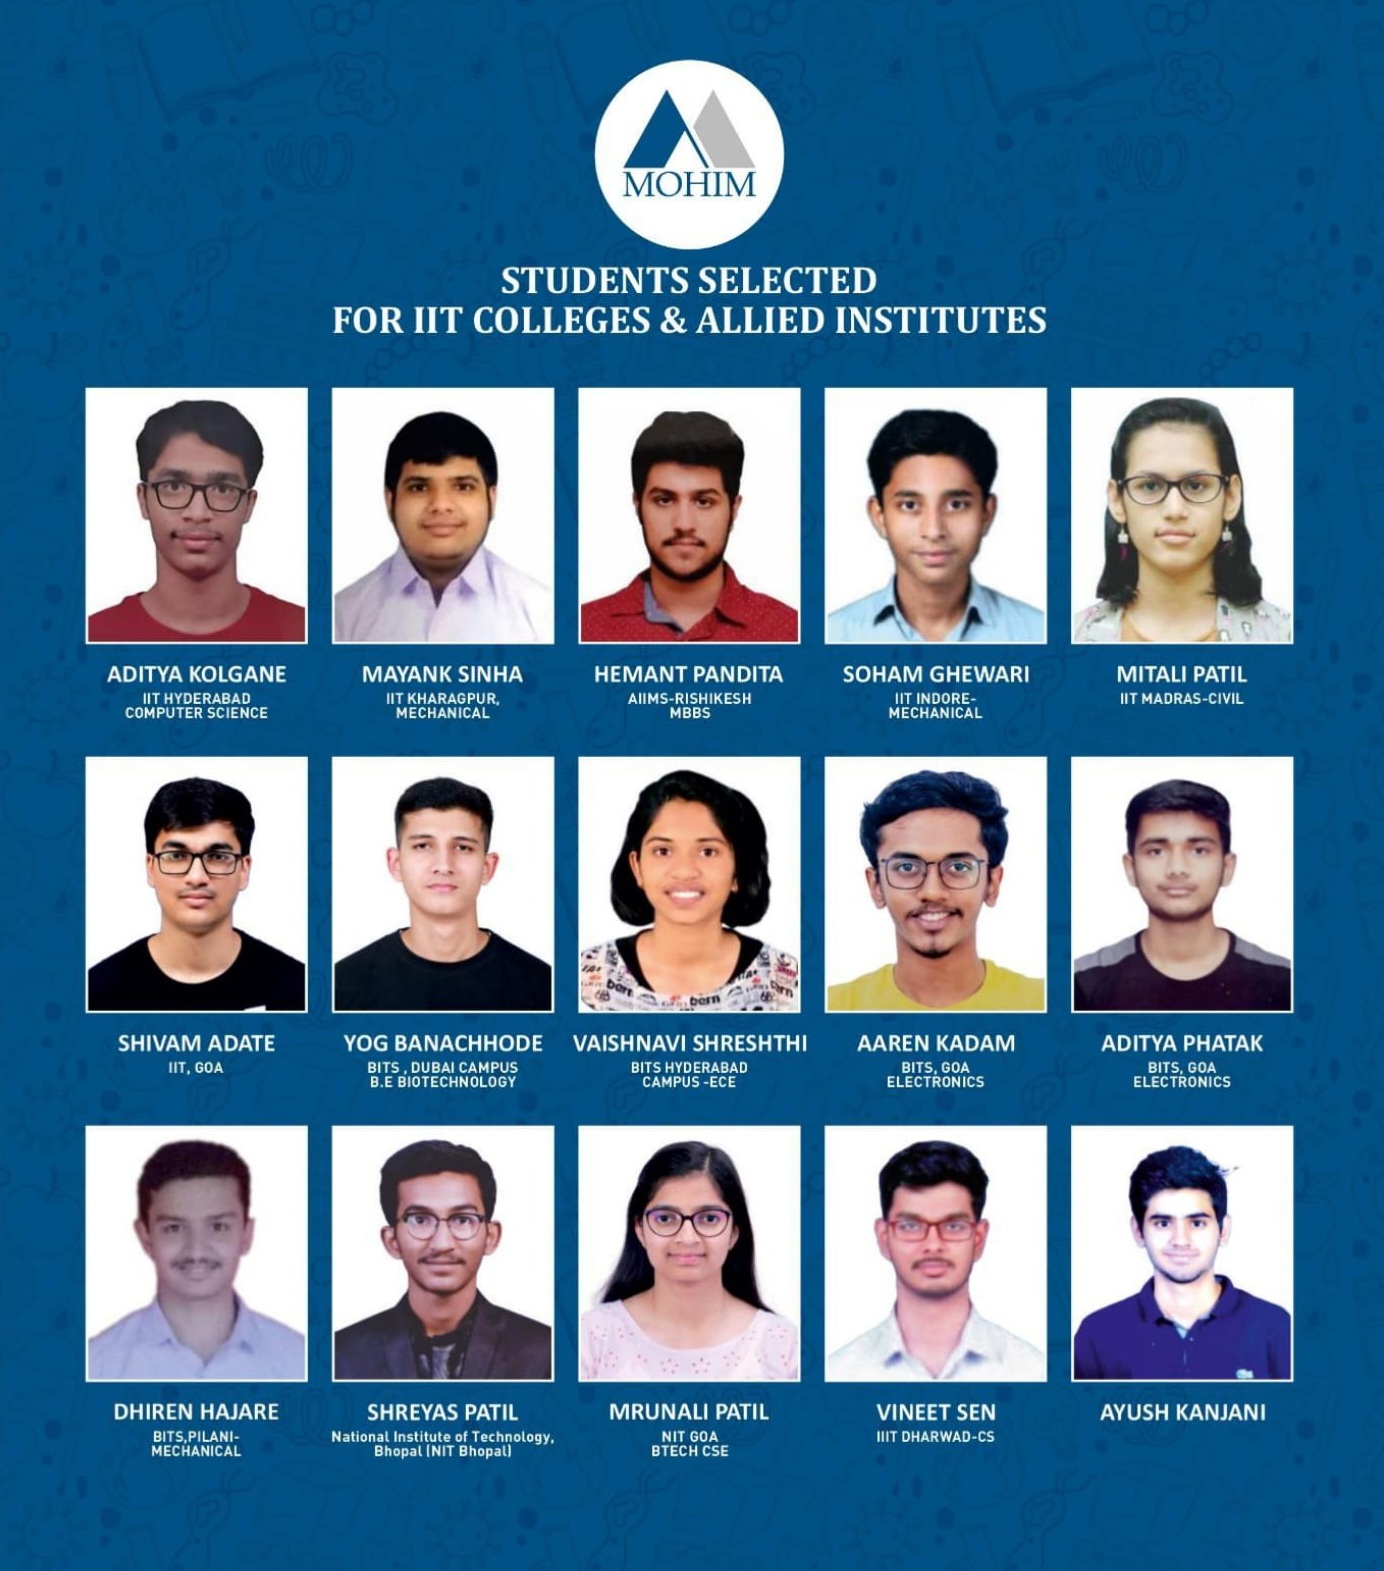 MOHIM
STUDENTS SELECTED
FOR IIT COLLEGES & ALLIED INSTITUTES
ADITYA KOLGANE
IIT HYDERABAD
COMPUTER SCIENCE
MAYANK SINHA
IIT KHARAGPUR,
MECHANICAL
HEMANT PANDITA
AIIMS-RISHIKESH
MBBS
SOHAM GHEWARI
IIT INDORE-
MECHANICAL
MITALI PATIL
IIT MADRAS-CIVIL
SHIVAM ADATE
IIT, GOA
YOG BANACHHODE
BITS , DUBAI CAMPUS
B.E BIOTECHNOLOGY
VAISHNAVI SHRESHTHI
BITS HYDERABAD
CAMPUS -ECE
AAREN KADAM
BITS, GOA
ELECTRONICS
ADITYA PHATAK
BITS, GOA
ELECTRONICS
DHIREN HAJARE
BITS,PILANI-
MECHANICAL
SHREYAS PATIL
National Institute of Technology,
Bhopal (NIT Bhopal)
MRUNALI PATIL
NIT GOA
BTECH CSE
VINEET SEN
IIIT DHARWAD-CS
AYUSH KANJANI